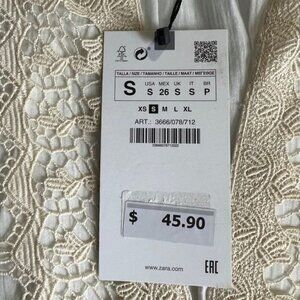 FSC
TALLA / SIZE / TAMANHO / TAILLE / MAAT /
USA MEX UK IT BR
S S 26 S S P
XS S M L XL
ART.: 3666/078/712
$ 45.90
www.zara.com EAC